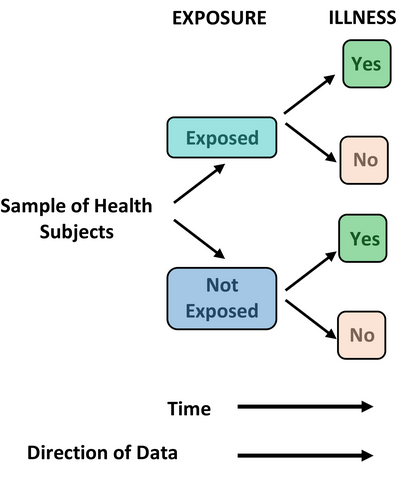 EXPOSURE ILLNESS
Yes
Exposed
No
Sample of Health
Subjects
Yes
Not
Exposed
No
Time
Direction of Data